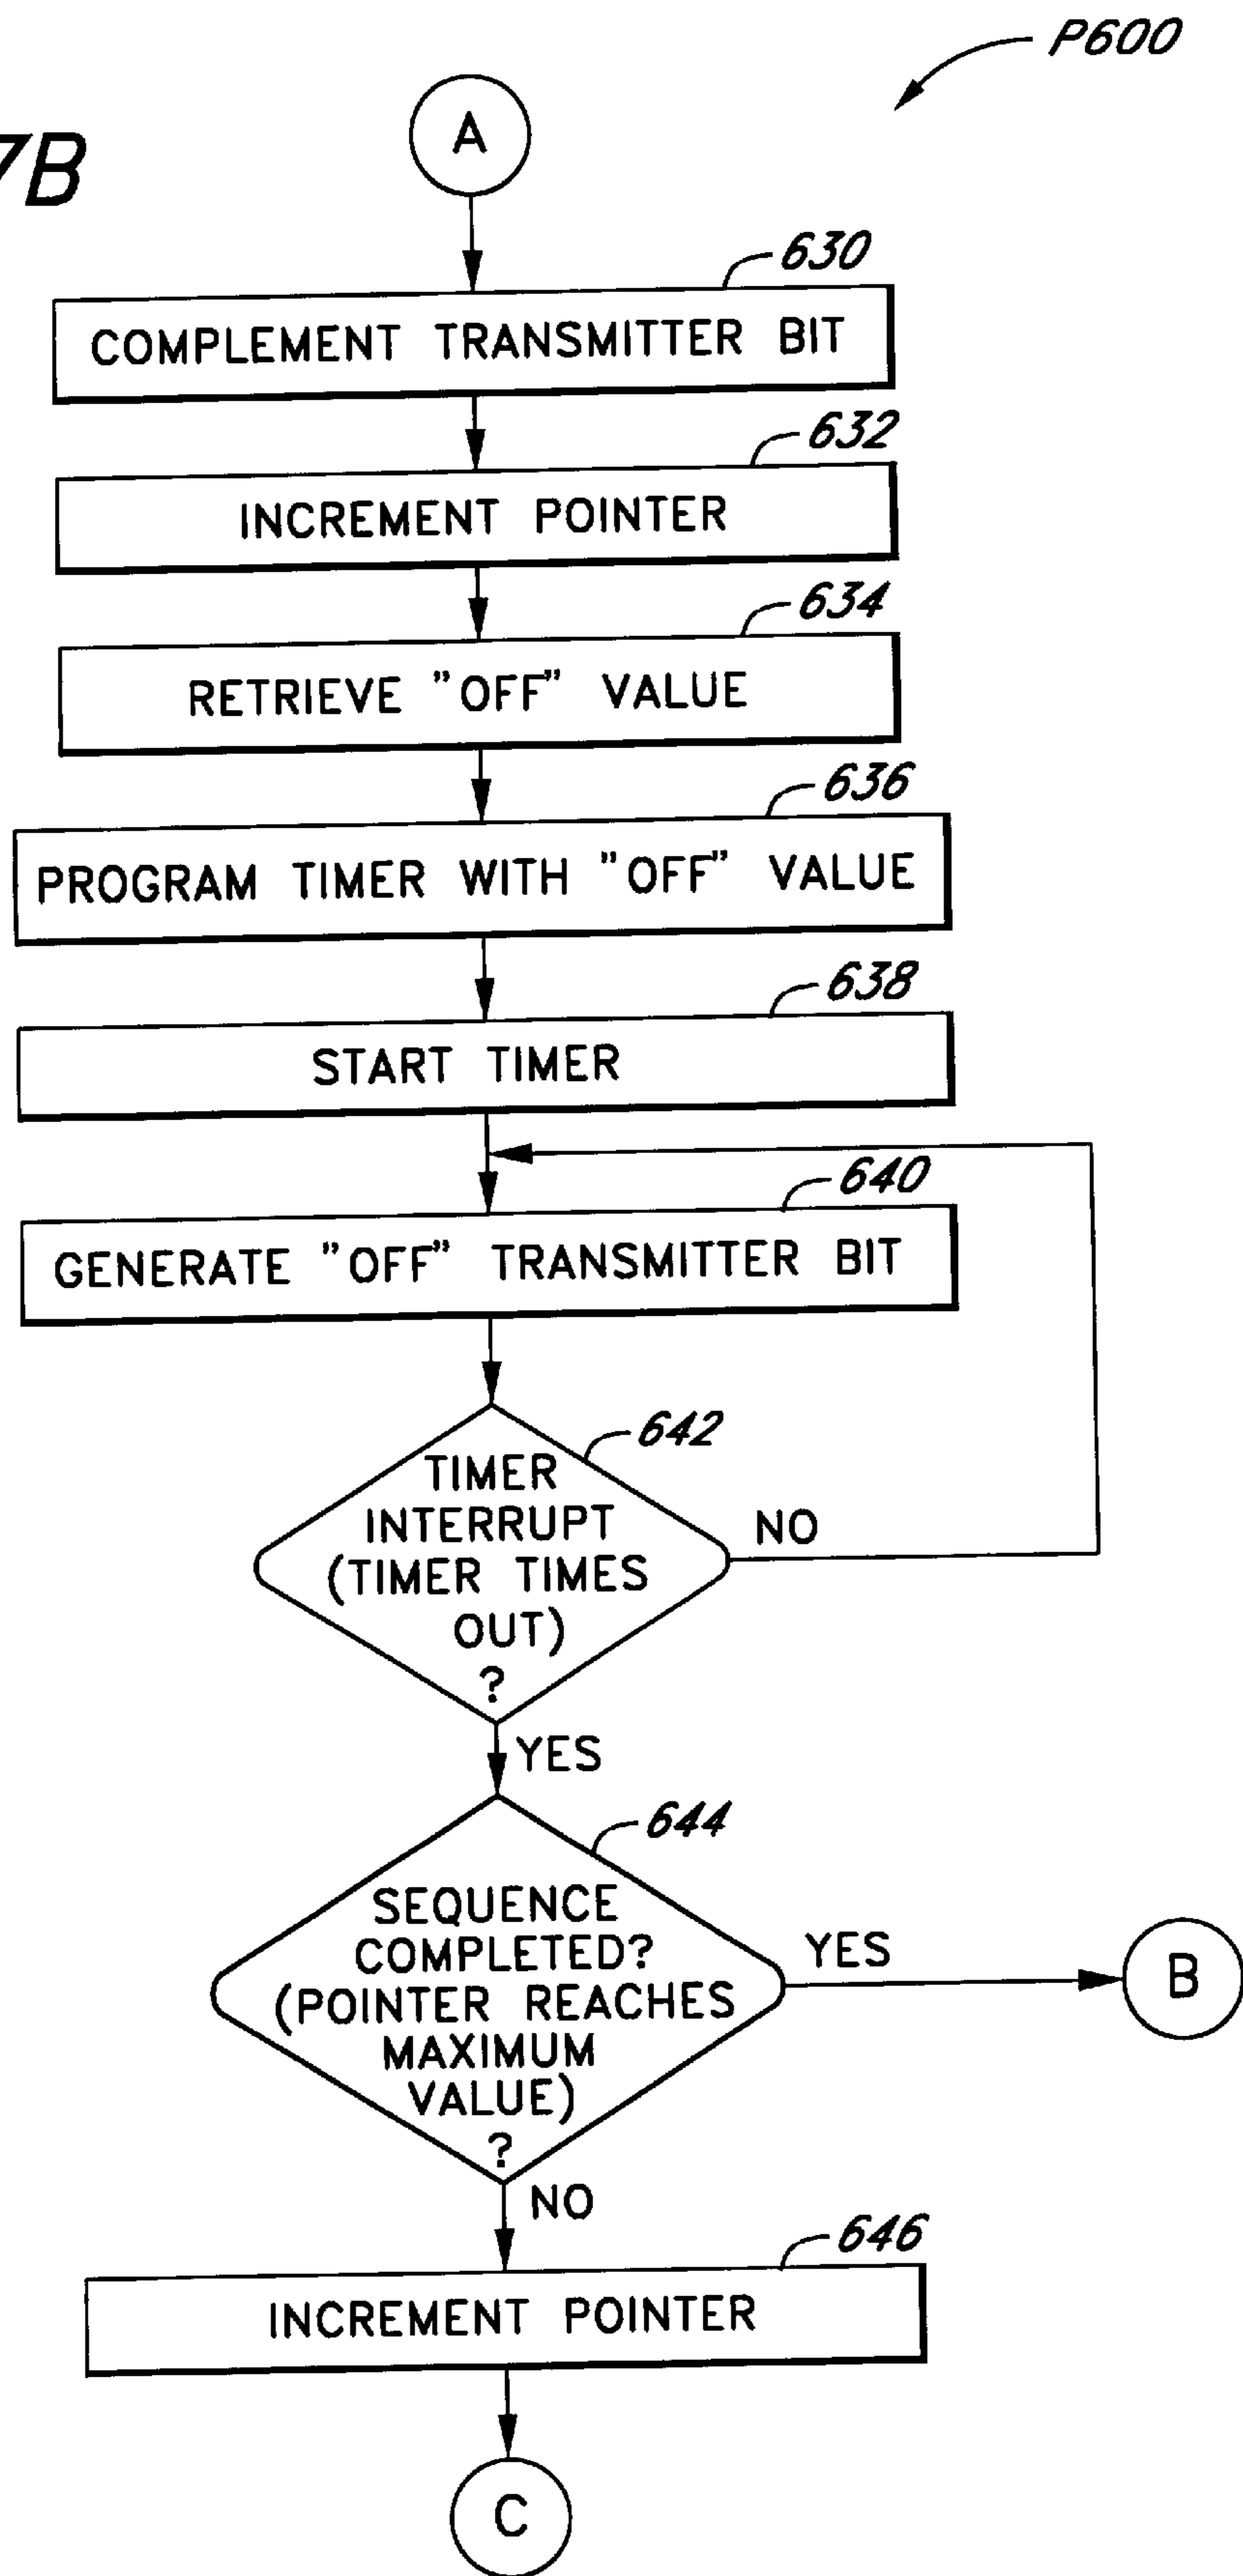 P600
7B
A
630
COMPLEMENT TRANSMITTER BIT
632
INCREMENT POINTER
634
RETRIEVE "OFF" VALUE
636
PROGRAM TIMER WITH "OFF" VALUE
638
START TIMER
640
GENERATE "OFF" TRANSMITTER BIT
642
TIMER
INTERRUPT
(TIMER TIMES
OUT)
?
NO
YES
644
SEQUENCE
COMPLETED?
(POINTER REACHES
MAXIMUM
VALUE)
?
YES
B
NO
646
INCREMENT POINTER
C